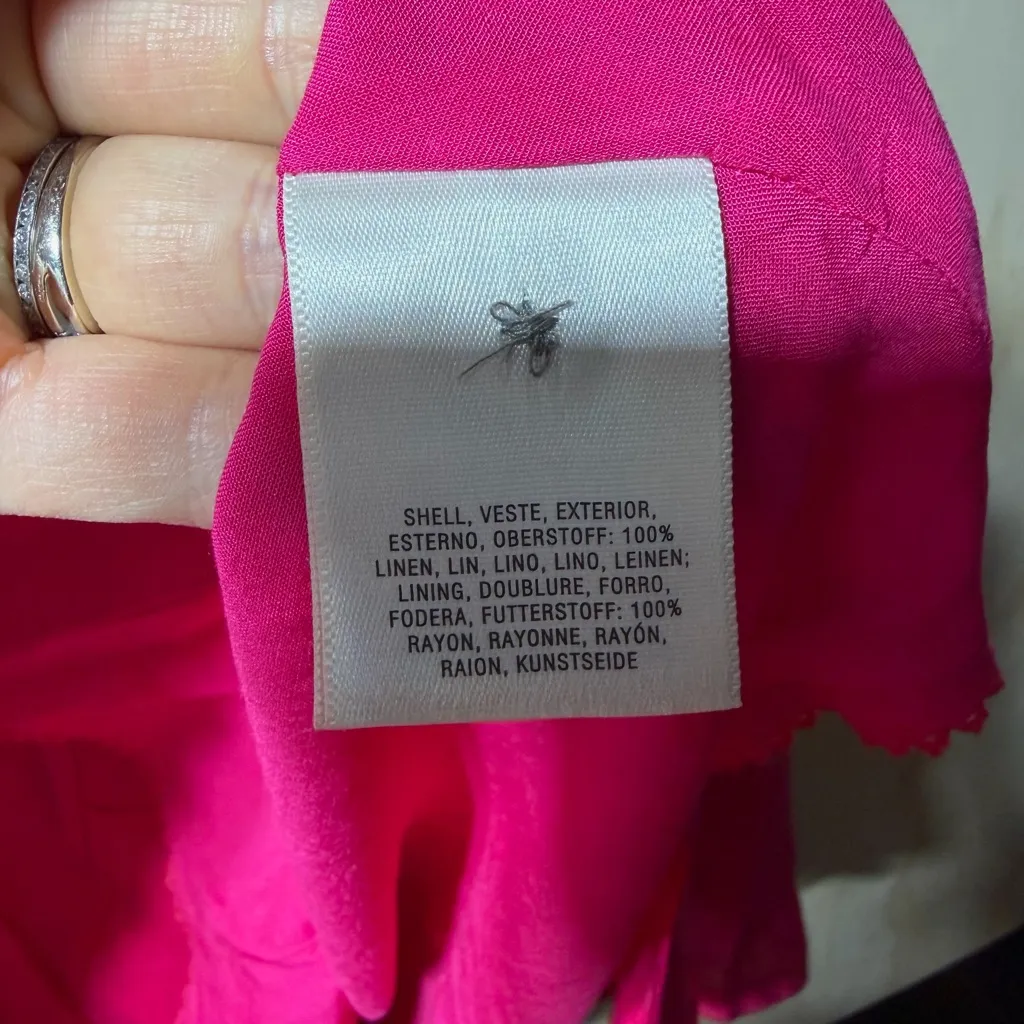 SHELL, VESTE, EXTERIOR,
ESTERNO, OBERSTOFF: 100%
LINEN, LIN, LINO, LINO, LEINEN;
LINING, DOUBLURE, FORRO,
FODERA, FUTTERSTOFF: 100%
RAYON, RAYONNE, RAYÓN,
RAION, KUNSTSEIDE